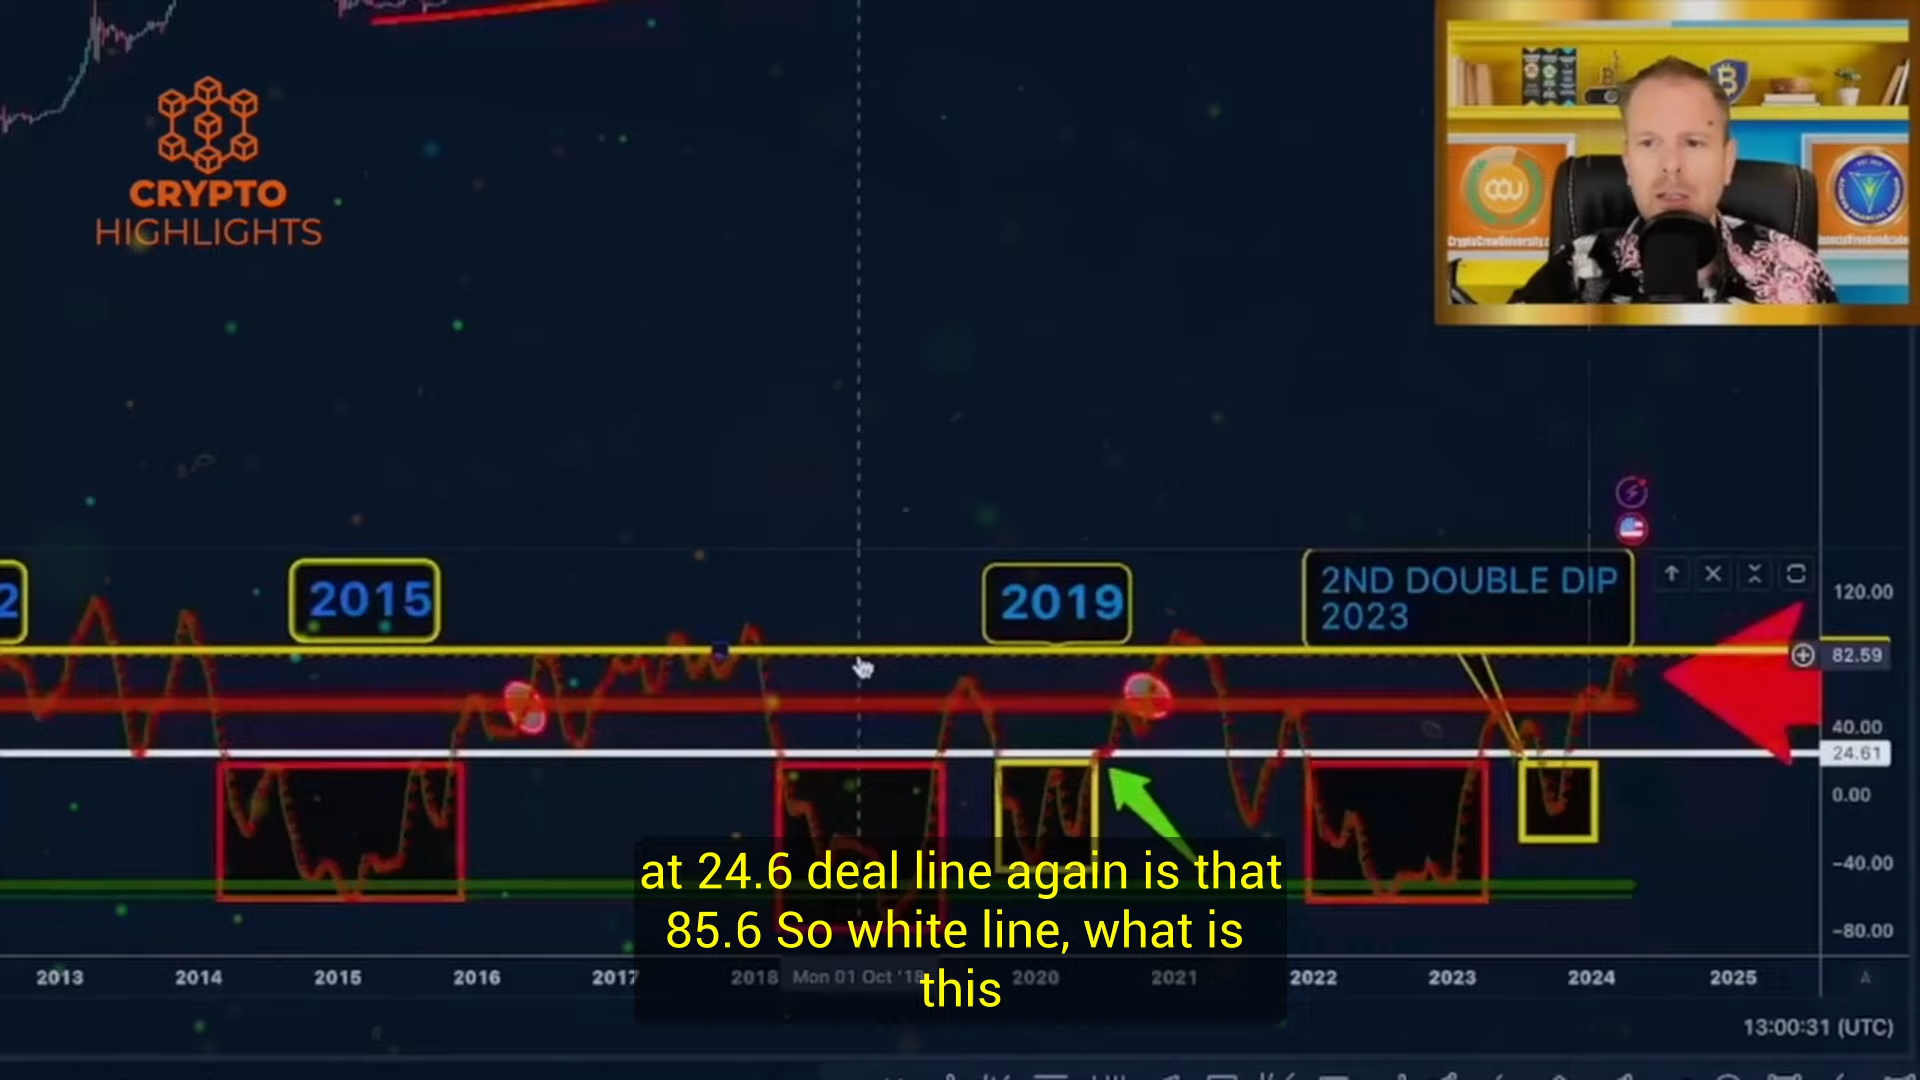 CRYPTO
HIGHLIGHTS
CryptoCrewUniversity.c
2
2015
2019
2ND DOUBLE DIP
2023
120.00
82.59
40.00
24.61
0.00
-40.00
-80.00
at 24.6 deal line again is that
85.6 So white line, what is
this
2013
2014
2015
2016
2017
2018
Mon 01 Oct '18
2020
2021
2022
2023
2024
2025
A
13:00:31 (UTC)